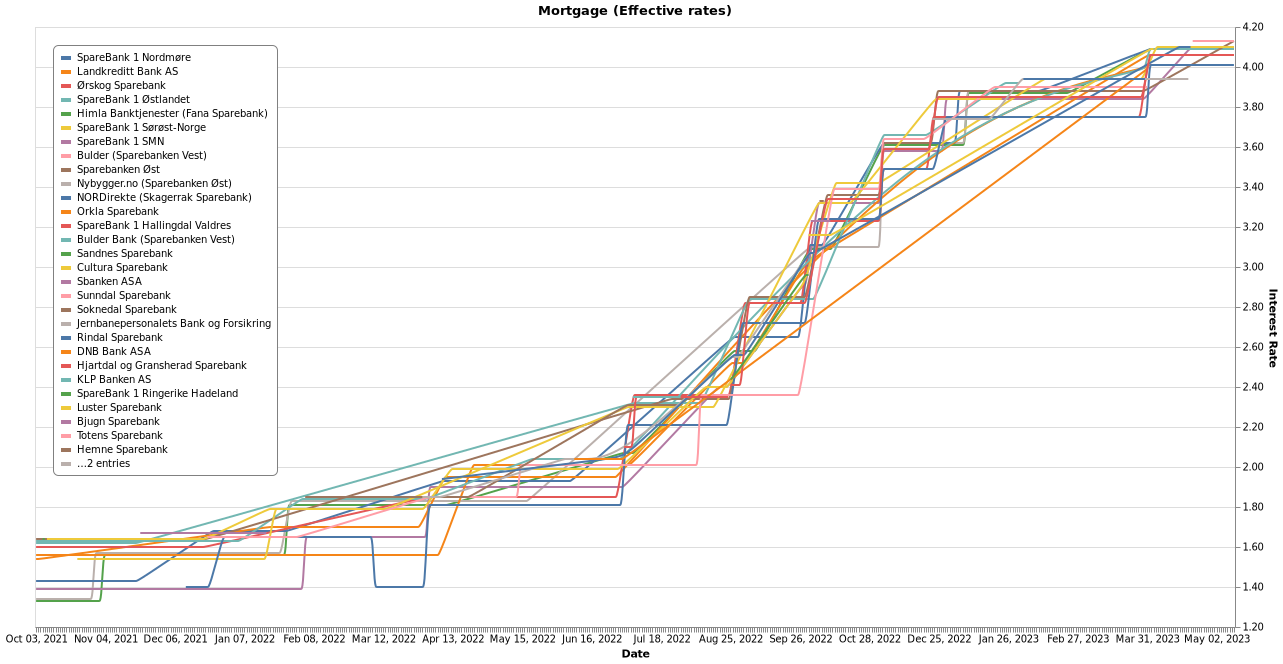 Mortgage (Effective rates)
SpareBank 1 Nordmøre
Landkreditt Bank AS
Ørskog Sparebank
SpareBank 1 Østlandet
Himla Banktjenester (Fana Sparebank)
SpareBank 1 Sørøst-Norge
SpareBank 1 SMN
Bulder (Sparebanken Vest)
Sparebanken Øst
Nybygger.no (Sparebanken Øst)
NORDirekte (Skagerrak Sparebank)
Orkla Sparebank
SpareBank 1 Hallingdal Valdres
Bulder Bank (Sparebanken Vest)
Sandnes Sparebank
Cultura Sparebank
Sbanken ASA
Sunndal Sparebank
Soknedal Sparebank
Jernbanepersonalets Bank og Forsikring
Rindal Sparebank
DNB Bank ASA
Hjartdal og Gransherad Sparebank
KLP Banken AS
SpareBank 1 Ringerike Hadeland
Luster Sparebank
Bjugn Sparebank
Totens Sparebank
Hemne Sparebank
...2 entries
4.20
4.00
3.80
3.60
3.40
3.20
3.00
2.80
2.60
2.40
2.20
2.00
1.80
1.60
1.40
1.20
Interest Rate
Oct 03, 2021 Nov 04, 2021 Dec 06, 2021 Jan 07, 2022 Feb 08, 2022 Mar 12, 2022 Apr 13, 2022 May 15, 2022 Jun 16, 2022 Jul 18, 2022 Aug 25, 2022 Sep 26, 2022 Oct 28, 2022 Dec 25, 2022 Jan 26, 2023 Feb 27, 2023 Mar 31, 2023 May 02, 2023
Date